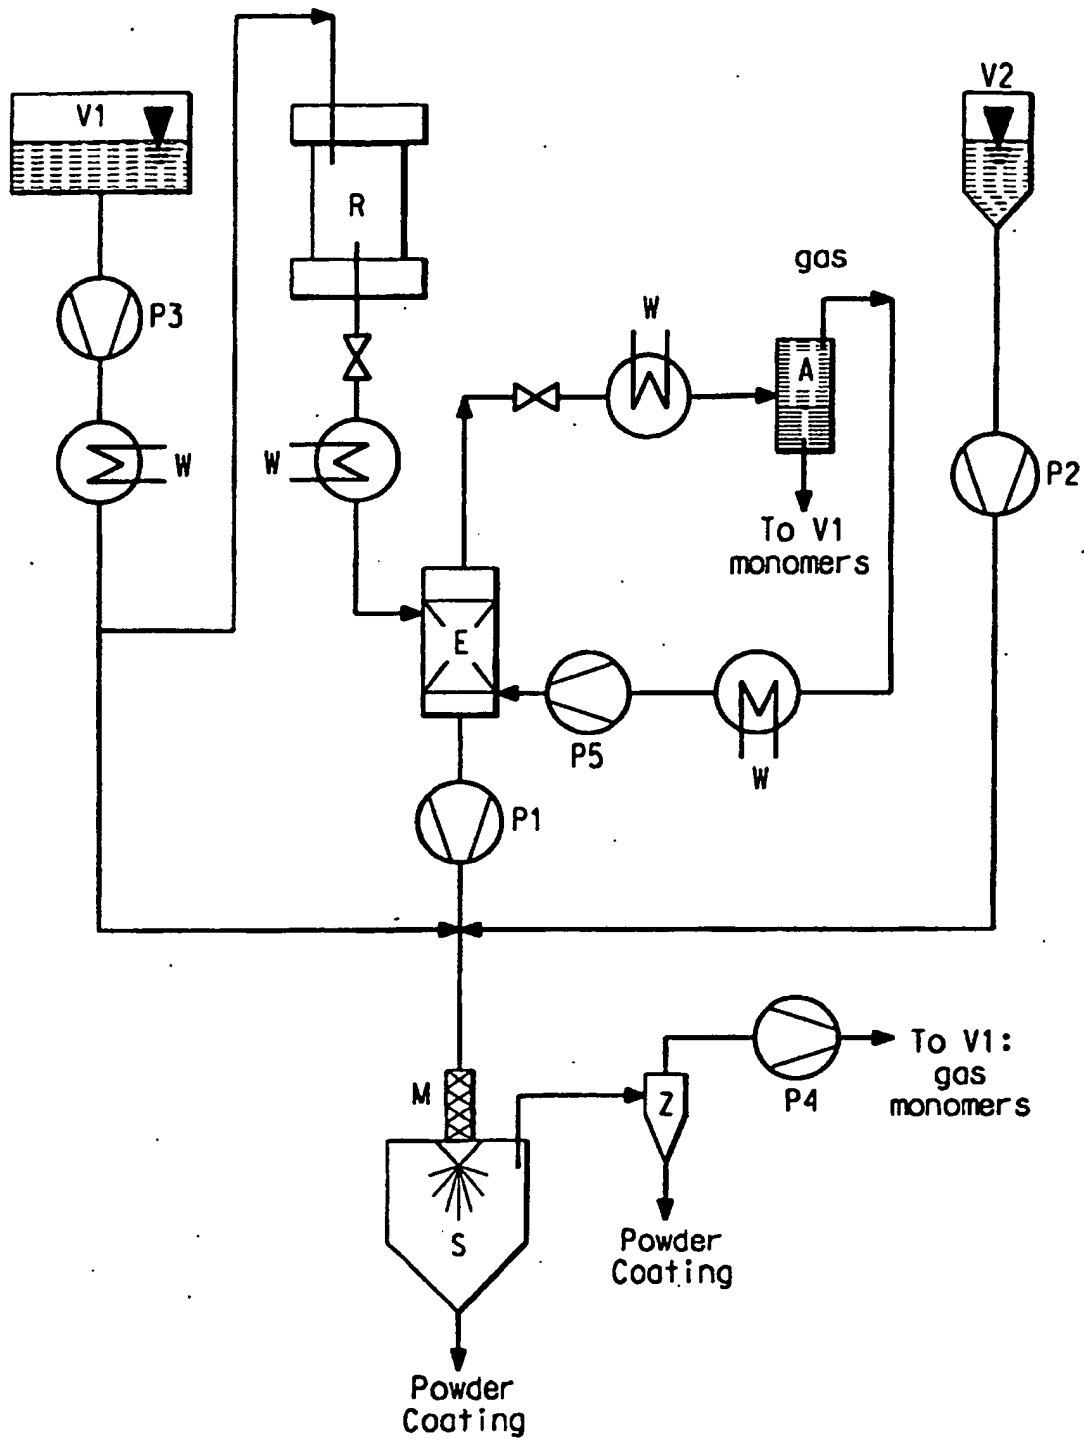 V1
V2
R
gas
P3
W
A
W
W
P2
To V1
monomers
E
P5
W
P1
To V1:
gas
monomers
M
Z
P4
S
Powder
Coating
Powder
Coating